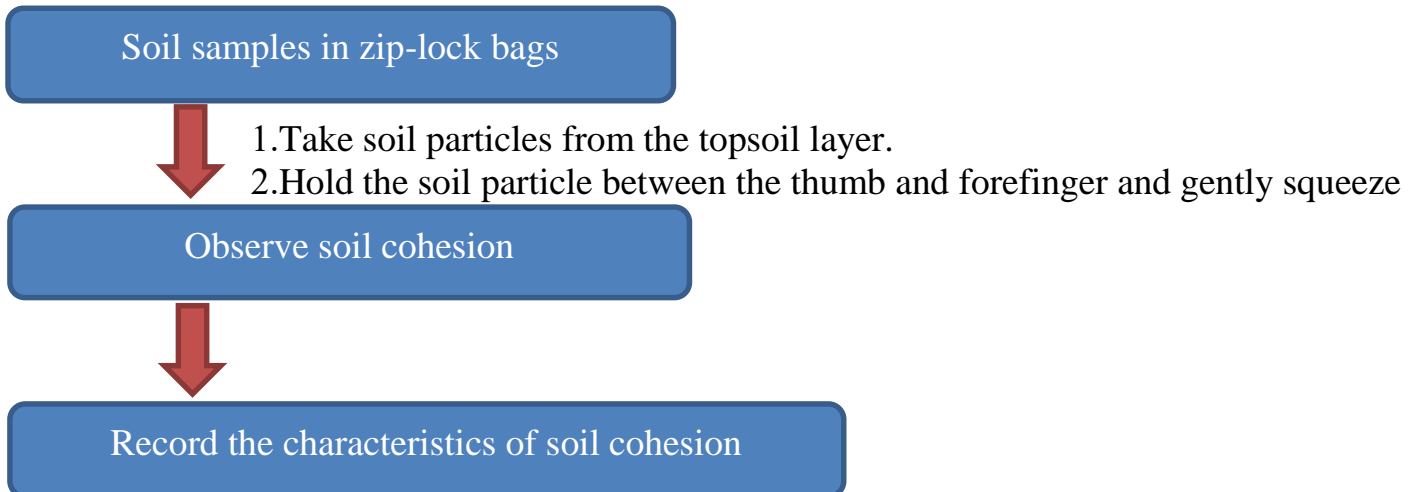 Soil samples in zip-lock bags
1.Take soil particles from the topsoil layer.
2.Hold the soil particle between the thumb and forefinger and gently squeeze
Observe soil cohesion
Record the characteristics of soil cohesion